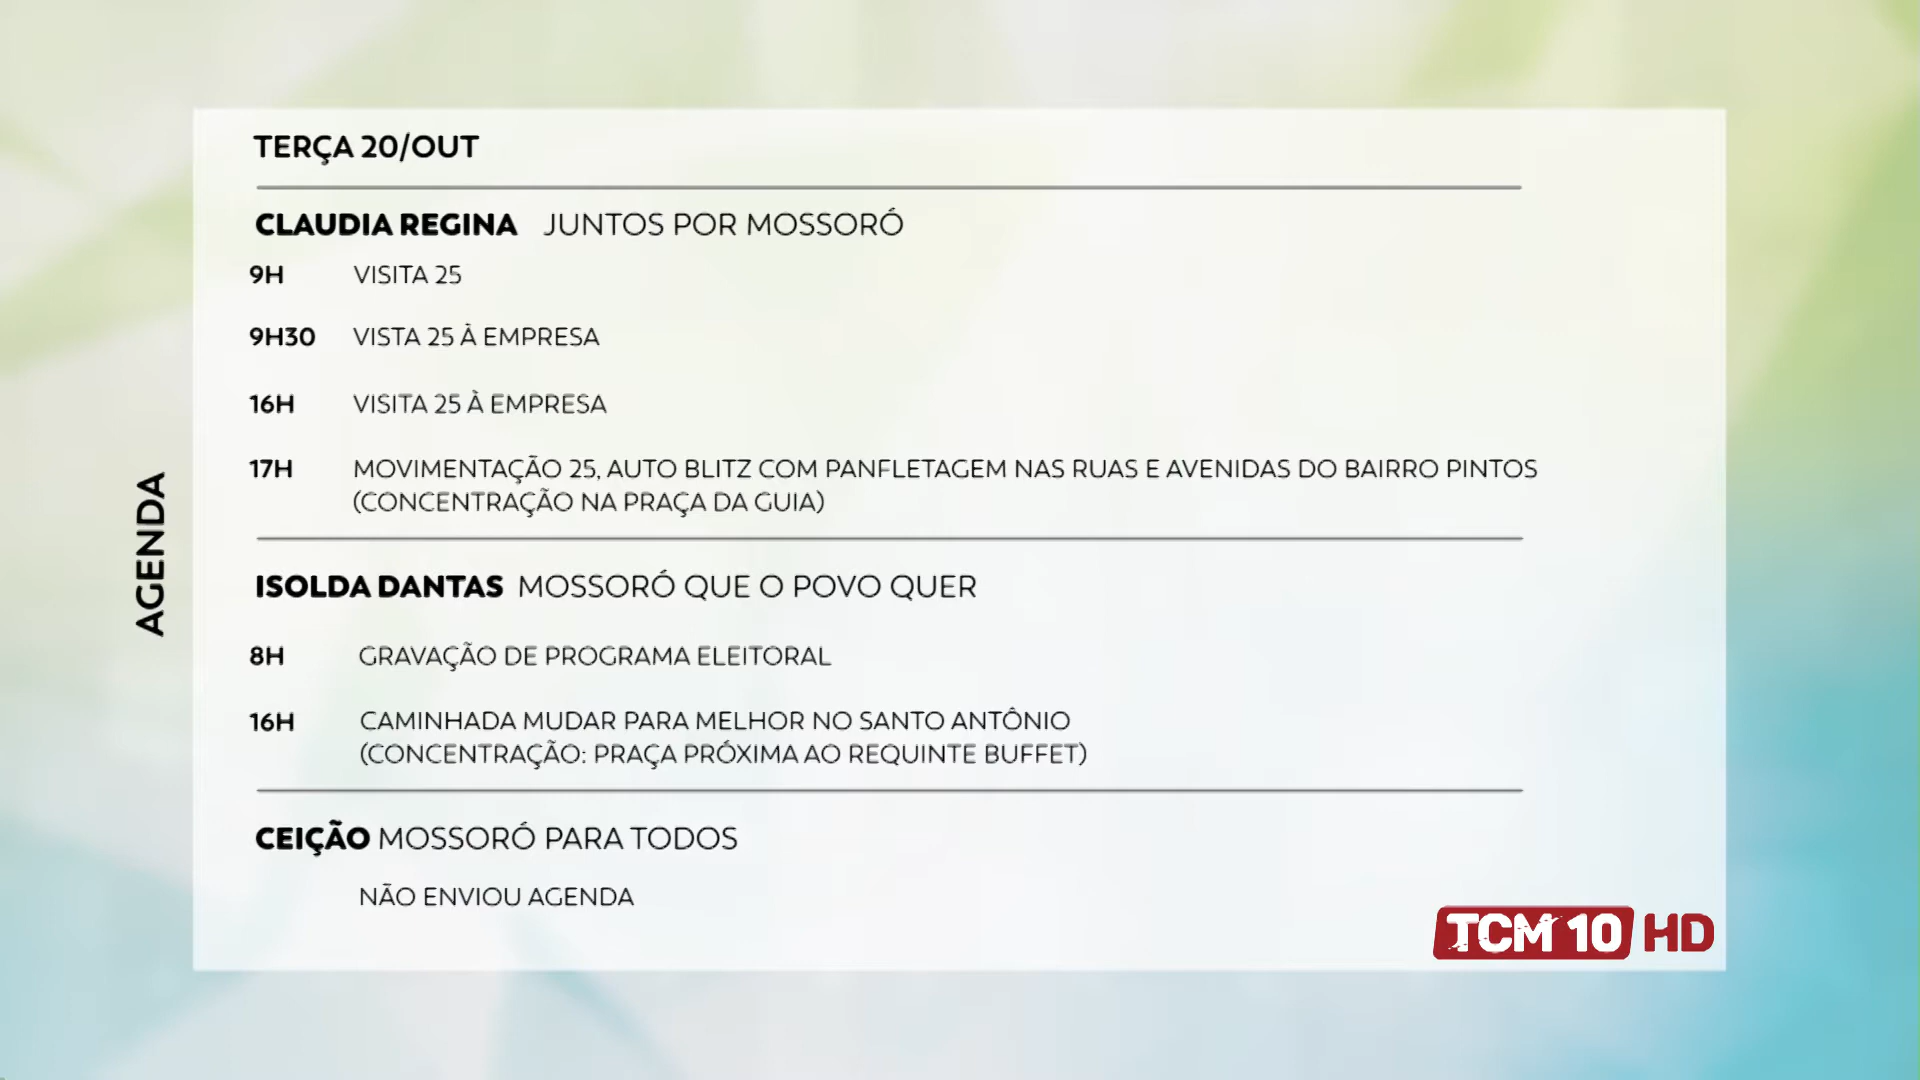 TERÇA 20/OUT
CLAUDIA REGINA JUNTOS POR MOSSORÓ
9H VISITA 25
9H30 VISTA 25 À EMPRESA
16H VISITA 25 À EMPRESA
17H MOVIMENTAÇÃO 25, AUTO BLITZ COM PANFLETAGEM NAS RUAS E AVENIDAS DO BAIRRO PINTOS
(CONCENTRAÇÃO NA PRAÇA DA GUIA)
AGENDA
ISOLDA DANTAS MOSSORÓ QUE O POVO QUER
8H GRAVAÇÃO DE PROGRAMA ELEITORAL
16H CAMINHADA MUDAR PARA MELHOR NO SANTO ANTÔNIO
(CONCENTRAÇÃO: PRAÇA PRÓXIMA AO REQUINTE BUFFET)
CEIÇÃO MOSSORÓ PARA TODOS
NÃO ENVIOU AGENDA
TCM 10 HD